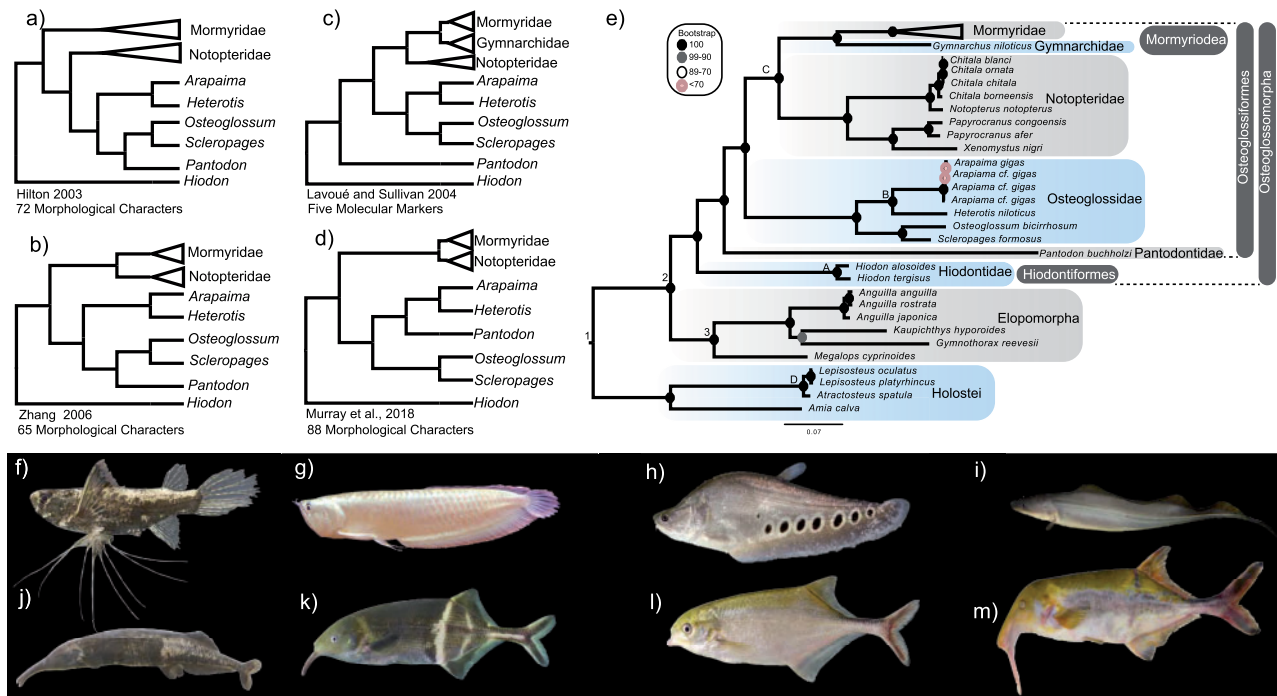 a)
Mormyridae
Notopteridae
Arapaima
Heterotis
Osteoglossum
Scleropages
Pantodon
Hiodon
Hilton 2003
72 Morphological Characters
b)
Mormyridae
Notopteridae
Arapaima
Heterotis
Osteoglossum
Scleropages
Pantodon
Hiodon
Zhang 2006
65 Morphological Characters
c)
Mormyridae
Gymnarchidae
Notopteridae
Arapaima
Heterotis
Osteoglossum
Scleropages
Pantodon
Hiodon
Lavoué and Sullivan 2004
Five Molecular Markers
d)
Mormyridae
Notopteridae
Arapaima
Heterotis
Pantodon
Osteoglossum
Scleropages
Hiodon
Murray et al., 2018
88 Morphological Characters
e)
Bootstrap
100
99-90
89-70
<70
Mormyridae
Gymnarchus niloticus Gymnarchidae
Mormyriodea
C
Chitala blanci
Chitala ornata
Chitala chitala
Chitala borneensis
Notopterus notopterus
Notopteridae
Papyrocranus congoensis
Papyrocranus afer
Xenomystus nigri
Arapaima gigas
Arapiama cf. gigas
Arapiama cf. gigas
Arapiama cf. gigas
B
Osteoglossidae
Heterotis niloticus
Osteoglossum bicirrhosum
Scleropages formosus
Pantodon buchholzi Pantodontidae
Osteoglossiformes
Osteoglossomorpha
A
Hiodon alosoides
Hiodon tergisus
Hiodontidae
Hiodontiformes
2
Anguilla anguilla
Anguilla rostrata
Anguilla japonica
Elopomorpha
3
Kaupichthys hyporoides
Gymnothorax reevesii
Megalops cyprinoides
1
Lepisosteus oculatus
Lepisosteus platyrhincus
D
Atractosteus spatula
Holostei
Amia calva
0.07
f)
g)
h)
i)
j)
k)
l)
m)